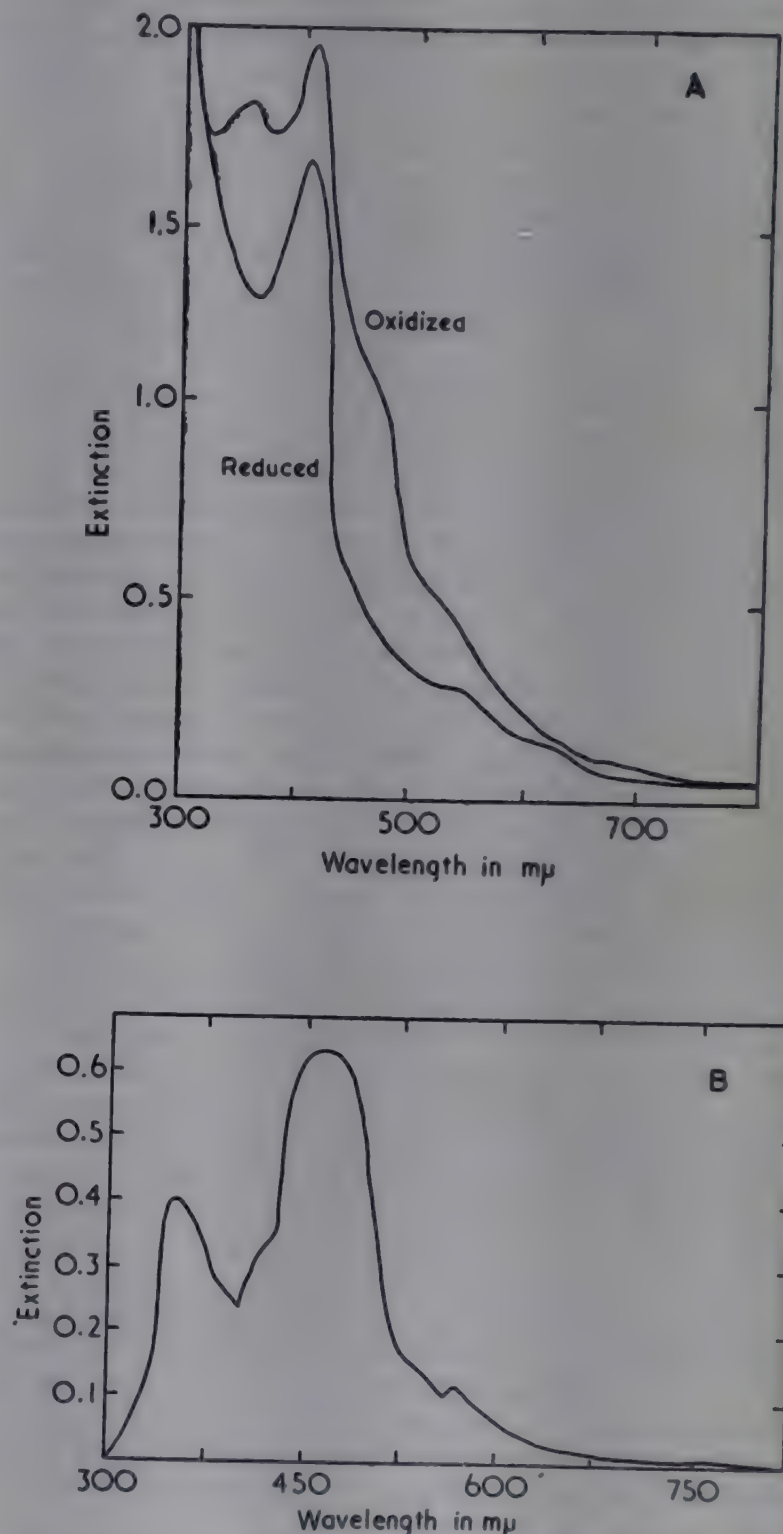 2.0
A
1.5
Oxidized
1.0
Reduced
Extinction
0.5
0.0
300
500
700
Wavelength in mμ
B
0.6
0.5
0.4
Extinction
0.3
0.2
0.1
300
450
600
750
Wavelength in mμ